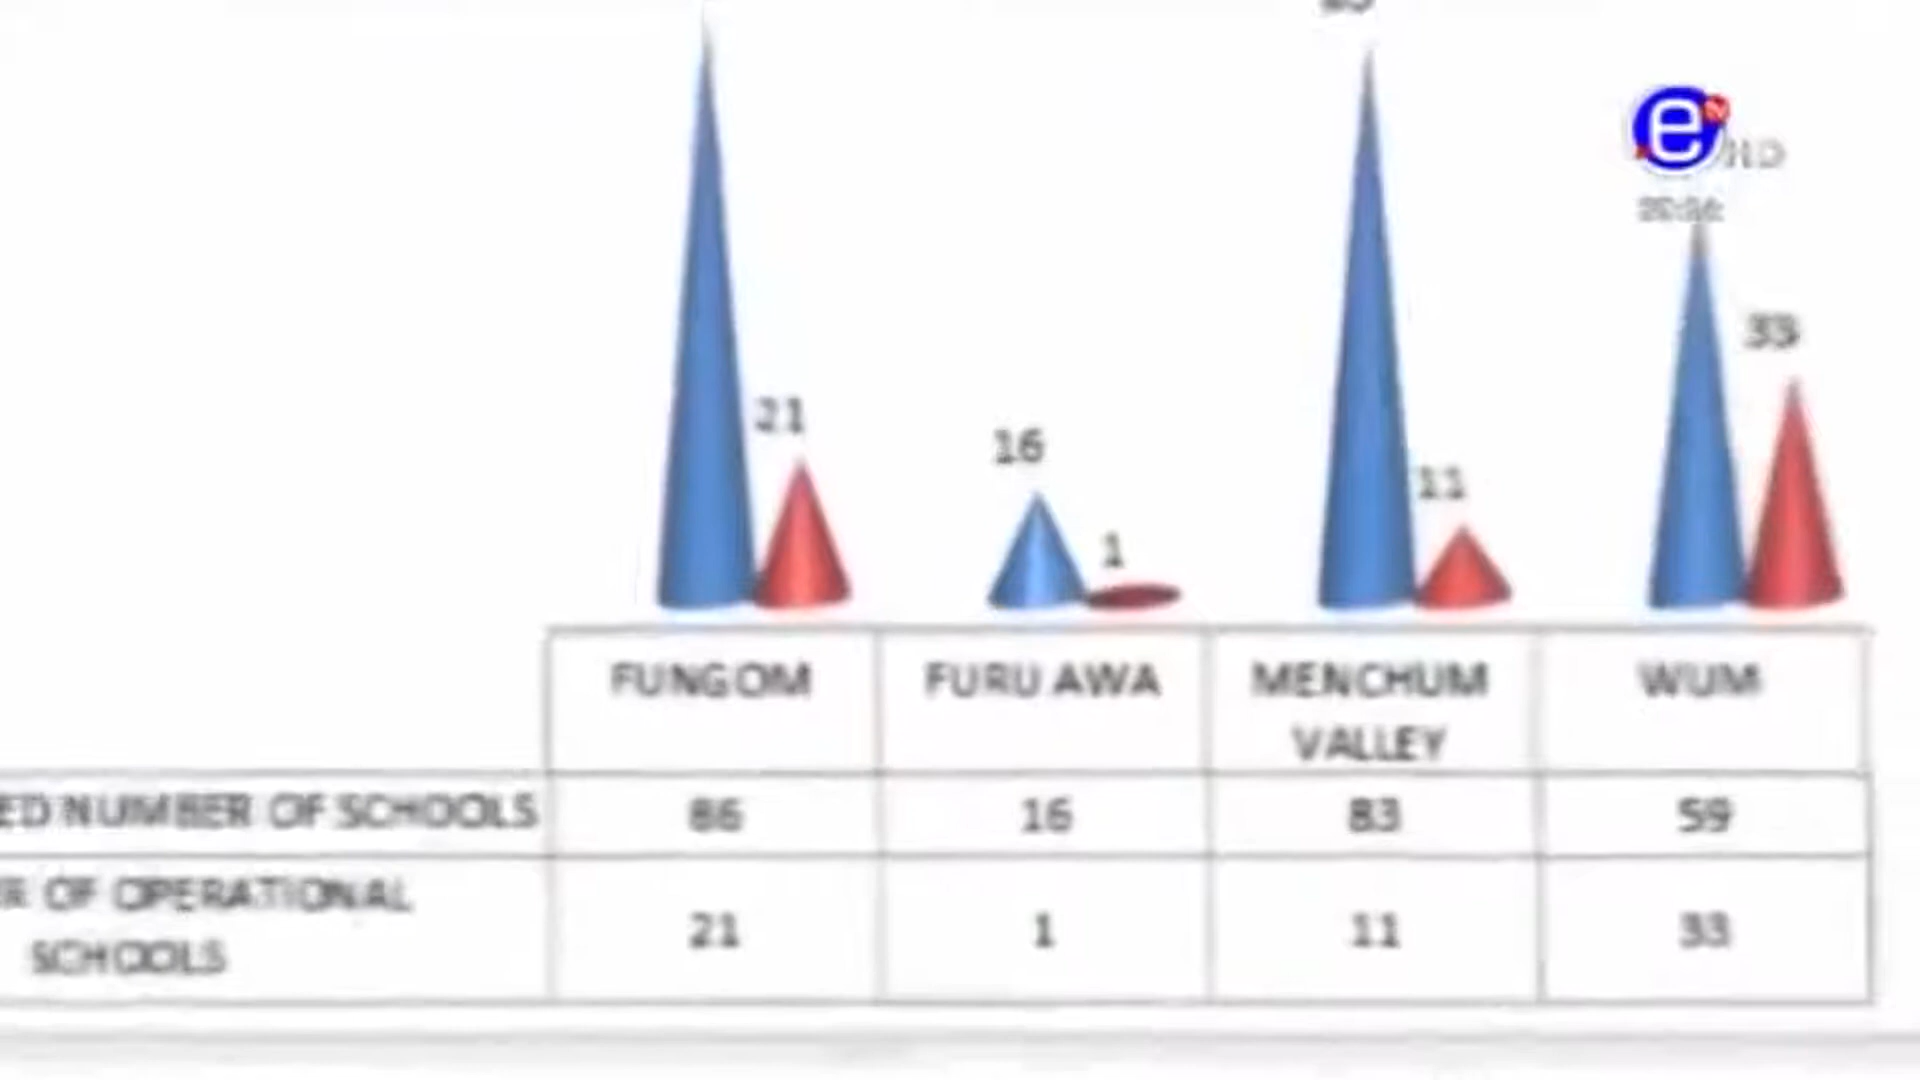 e
HD
33
21
16
11
1
FUNGOM FURU AWA MENCHUM VALLEY WUM
ED NUMBER OF SCHOOLS 86 16 83 59
R OF OPERATIONAL
SCHOOLS 21 1 11 33